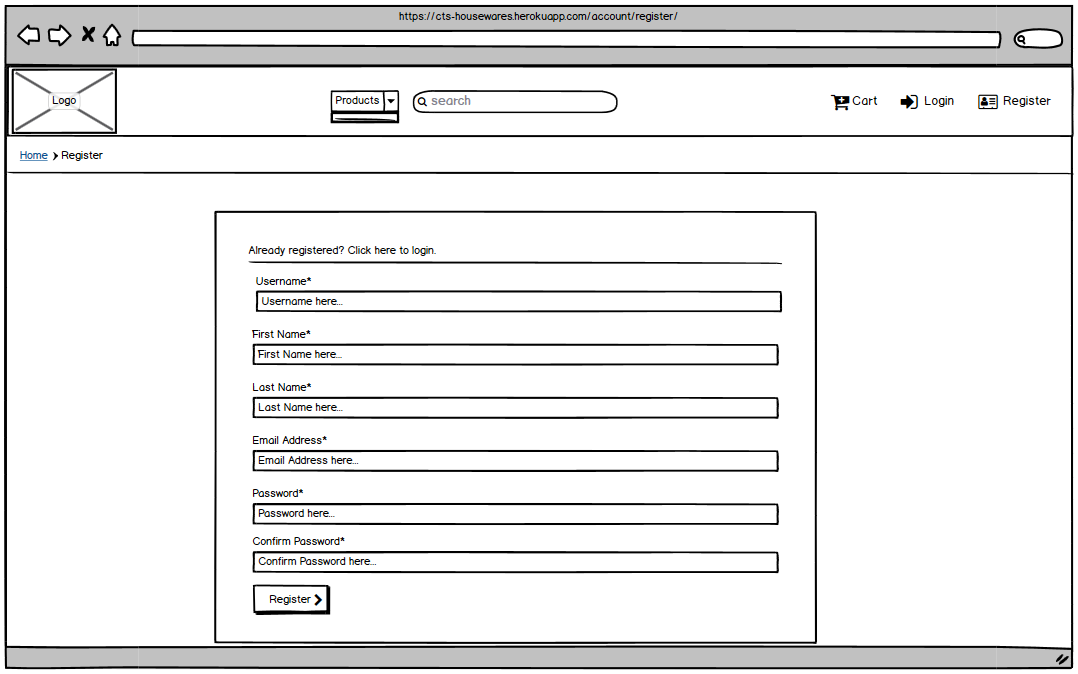 https://cts-housewares.herokuapp.com/account/register/
Logo
Products
search
Cart
Login
Register
Home
Register
Already registered? Click here to login.
Username*
Username here...
First Name*
First Name here...
Last Name*
Last Name here...
Email Address*
Email Address here...
Password*
Password here...
Confirm Password*
Confirm Password here...
Register